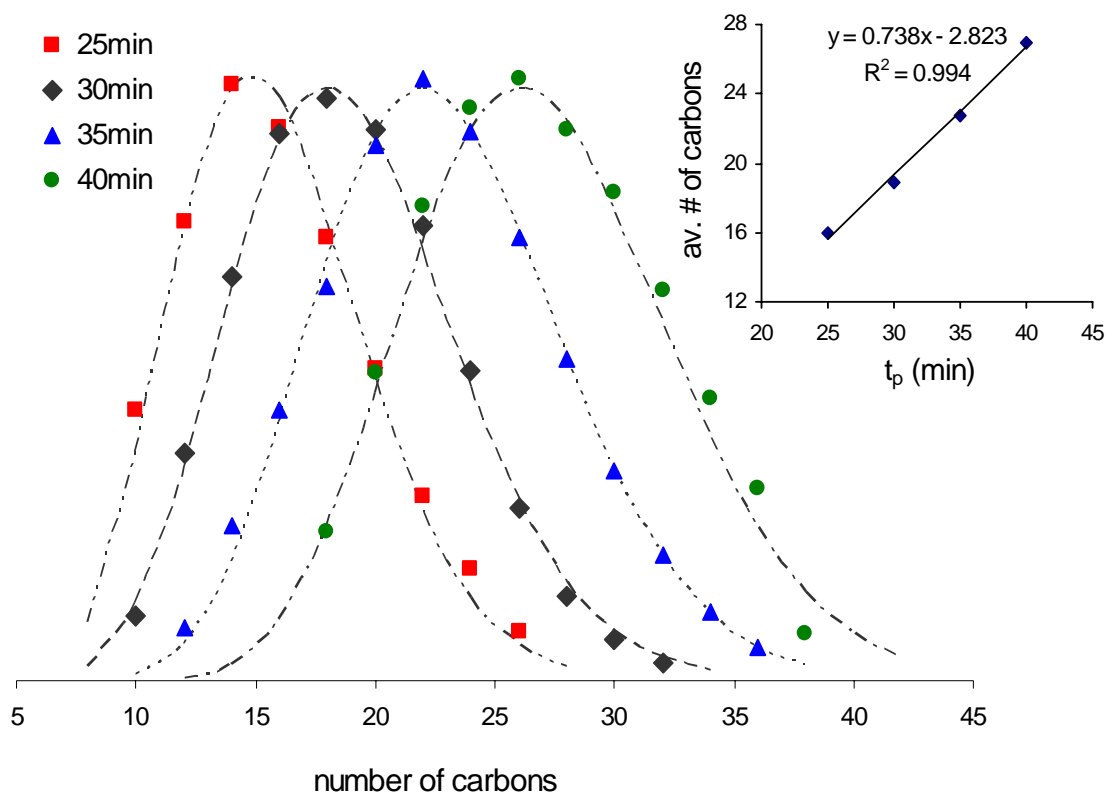 25min
30min
35min
40min
5 10 15 20 25 30 35 40 45
number of carbons
y = 0.738x - 2.823
R² = 0.994
28
24
20
16
12
av. # of carbons
20 25 30 35 40 45
tₚ (min)